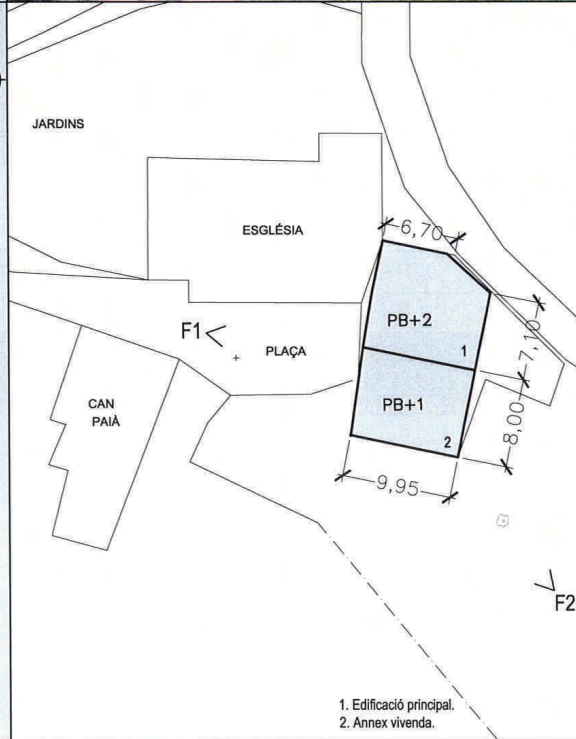 JARDINS
ESGLÉSIA
6,70
PB+2
1
7,10
F1
PLAÇA
CAN
PAIÀ
PB+1
2
8,00
9,95
F2
1. Edificació principal.
2. Annex vivenda.